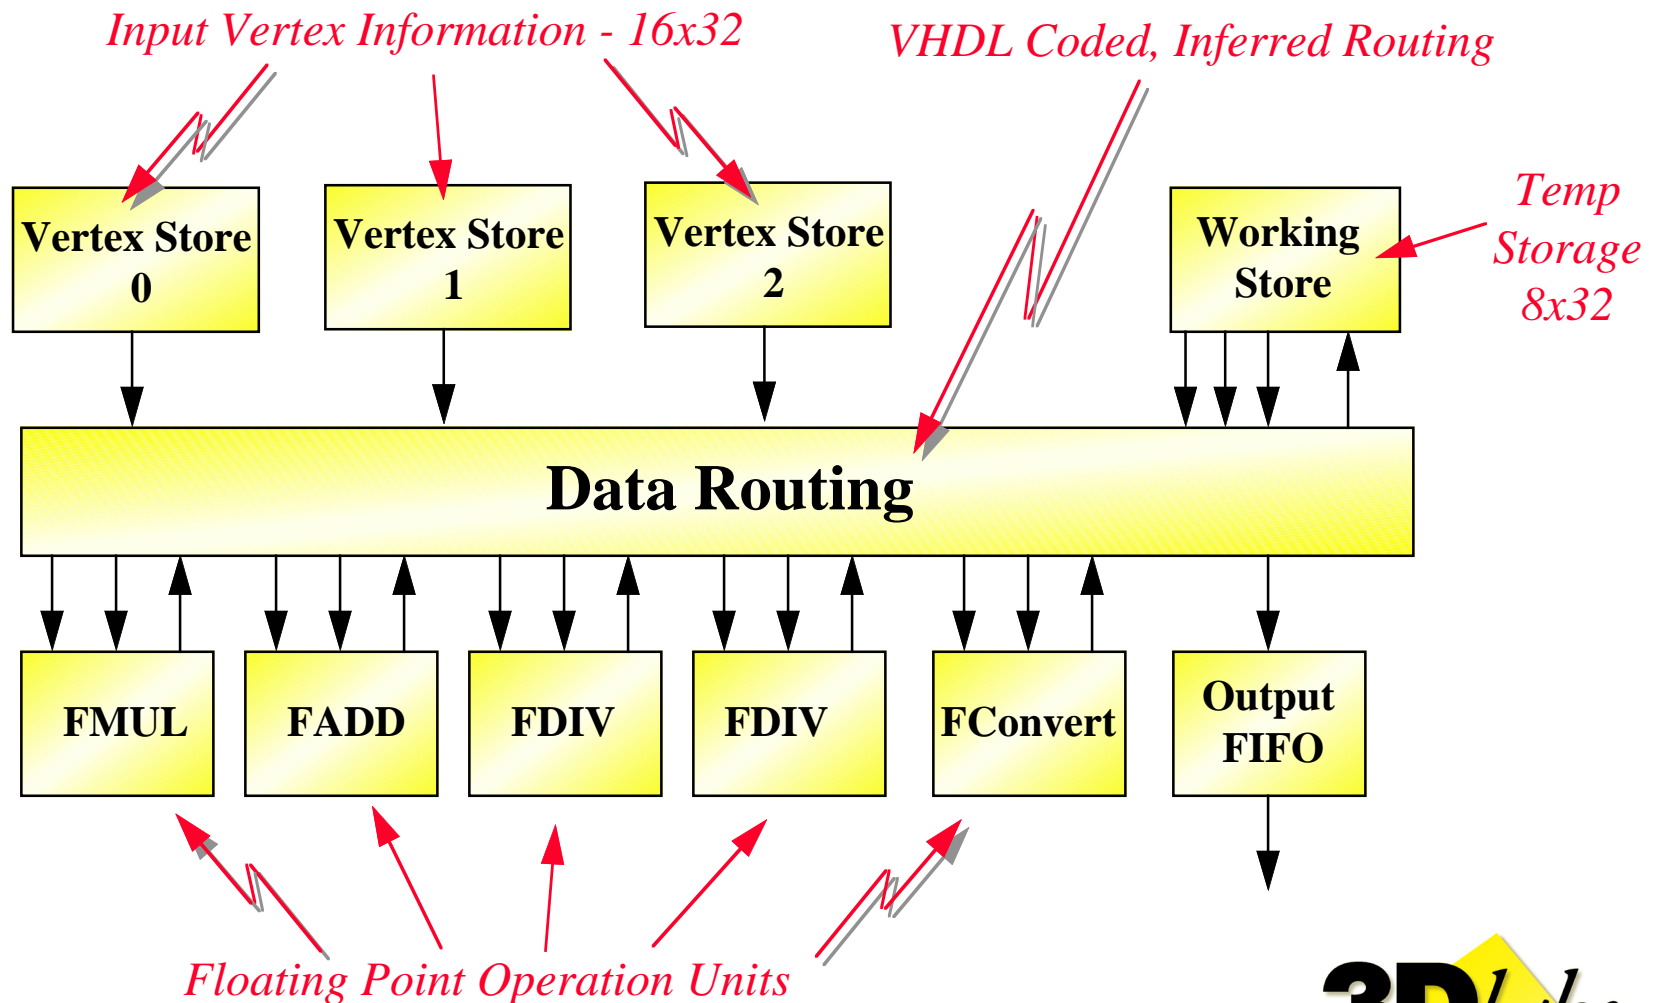 Input Vertex Information - 16x32
VHDL Coded, Inferred Routing
Vertex Store
0
Vertex Store
1
Vertex Store
2
Working
Store
Temp
Storage
8x32
Data Routing
FMUL
FADD
FDIV
FDIV
FConvert
Output
FIFO
Floating Point Operation Units
3D